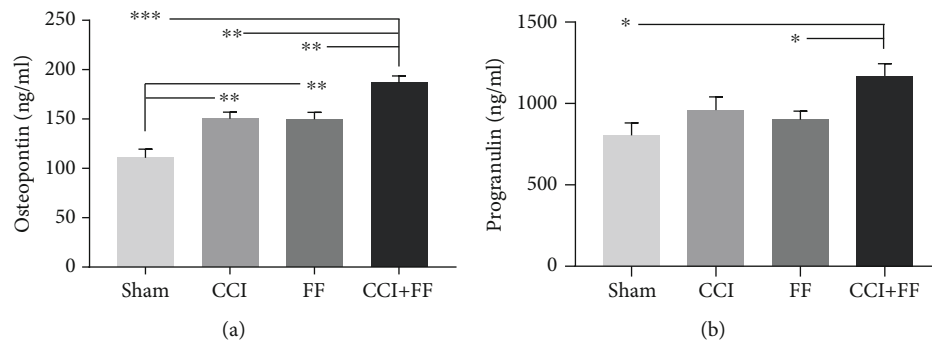 Osteopontin (ng/ml)
250
200
150
100
50
0
***
**
**
**
**
Sham CCI FF CCI+FF
(a)
Progranulin (ng/ml)
1500
1000
500
0
*
*
Sham CCI FF CCI+FF
(b)